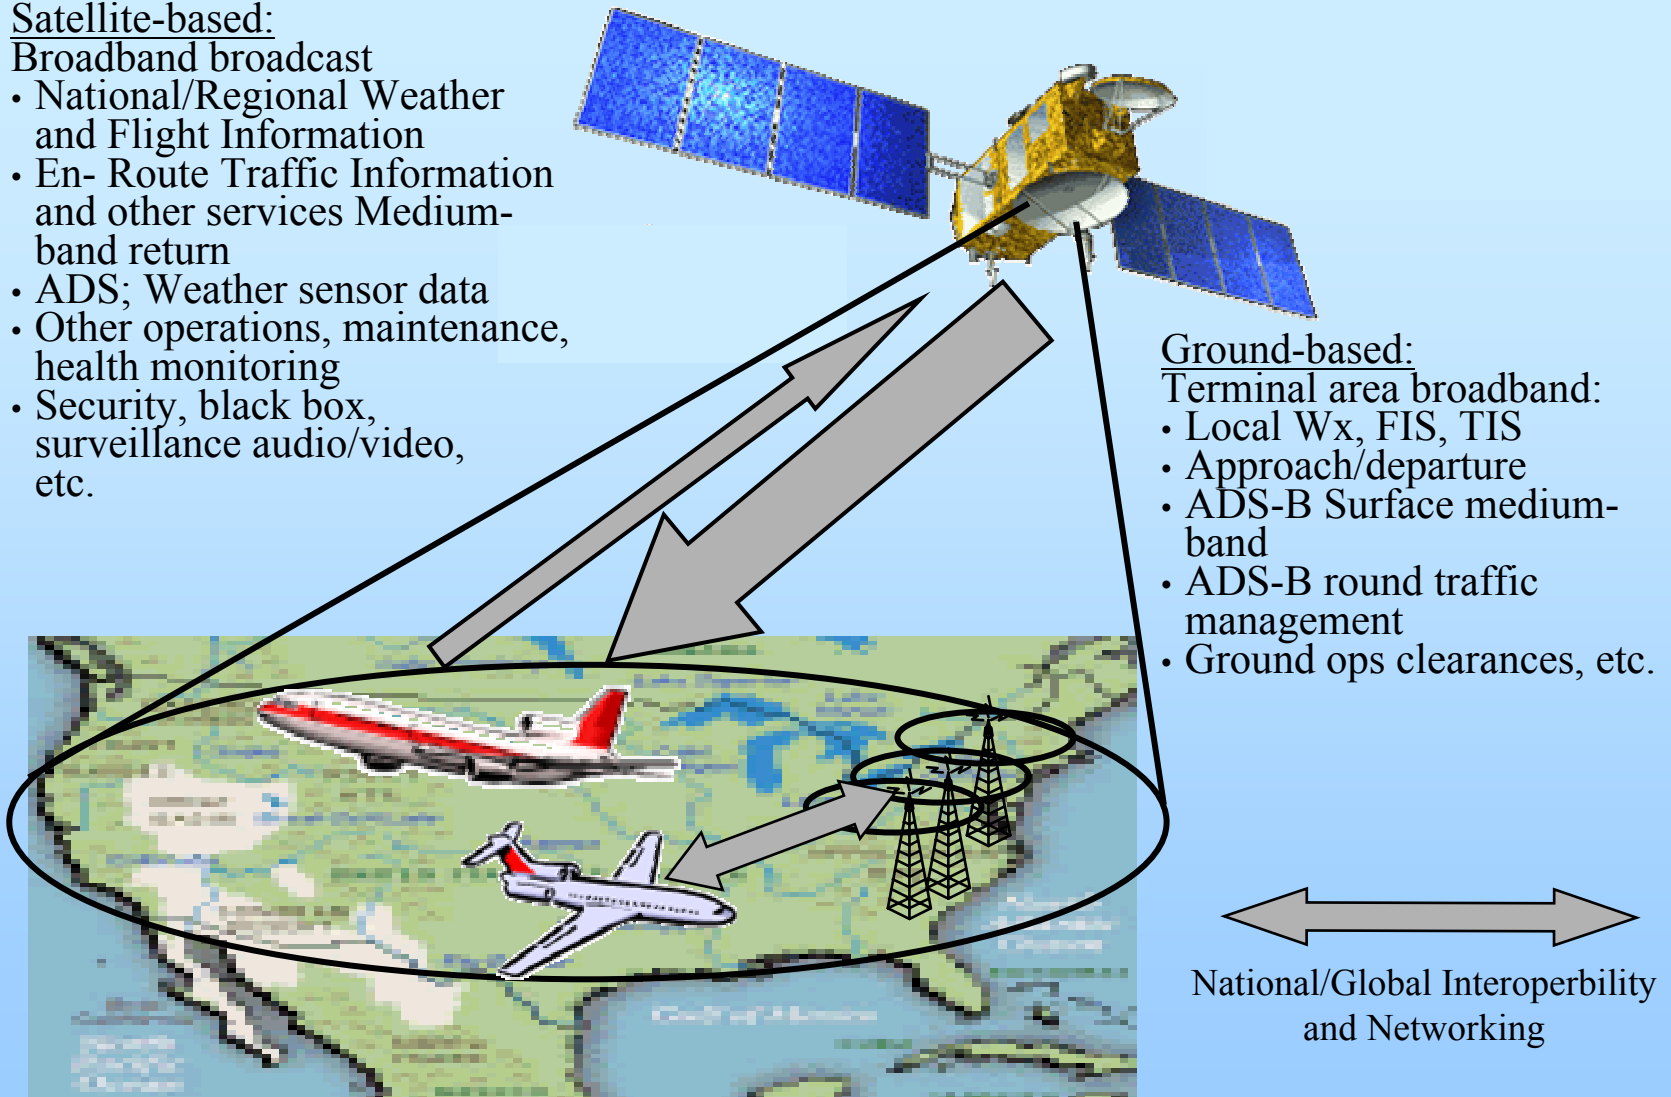 Satellite-based:
Broadband broadcast
• National/Regional Weather
and Flight Information
• En- Route Traffic Information
and other services Medium-
band return
• ADS; Weather sensor data
• Other operations, maintenance,
health monitoring
• Security, black box,
surveillance audio/video,
etc.
Ground-based:
Terminal area broadband:
• Local Wx, FIS, TIS
• Approach/departure
• ADS-B Surface medium-
band
• ADS-B round traffic
management
• Ground ops clearances, etc.
National/Global Interoperbility
and Networking